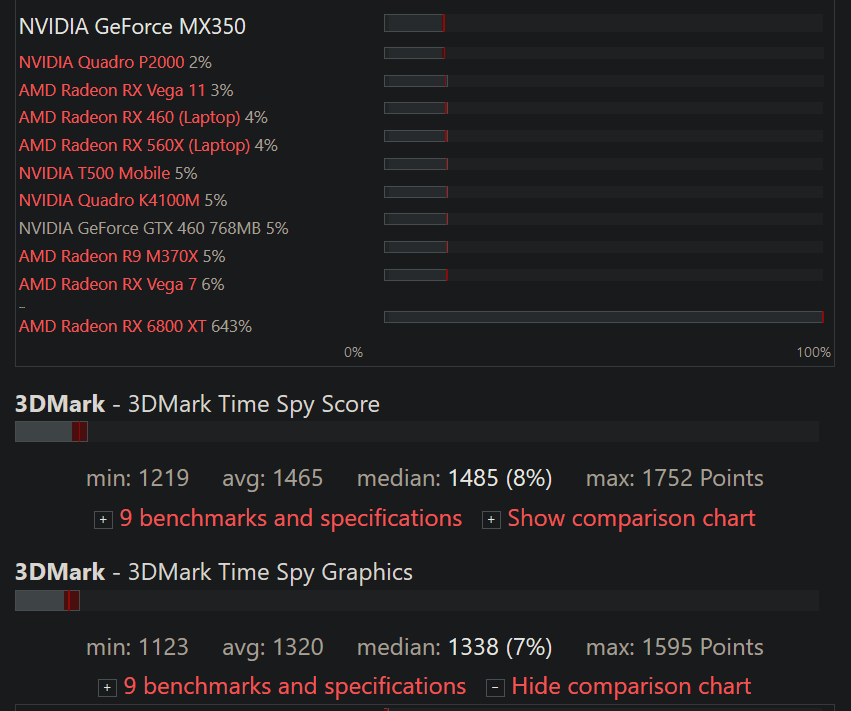 NVIDIA GeForce MX350
NVIDIA Quadro P2000 2%
AMD Radeon RX Vega 11 3%
AMD Radeon RX 460 (Laptop) 4%
AMD Radeon RX 560X (Laptop) 4%
NVIDIA T500 Mobile 5%
NVIDIA Quadro K4100M 5%
NVIDIA GeForce GTX 460 768MB 5%
AMD Radeon R9 M370X 5%
AMD Radeon RX Vega 7 6%
–
AMD Radeon RX 6800 XT 643%
0% 100%
3DMark - 3DMark Time Spy Score
min: 1219 avg: 1465 median: 1485 (8%) max: 1752 Points
+ 9 benchmarks and specifications + Show comparison chart
3DMark - 3DMark Time Spy Graphics
min: 1123 avg: 1320 median: 1338 (7%) max: 1595 Points
+ 9 benchmarks and specifications − Hide comparison chart